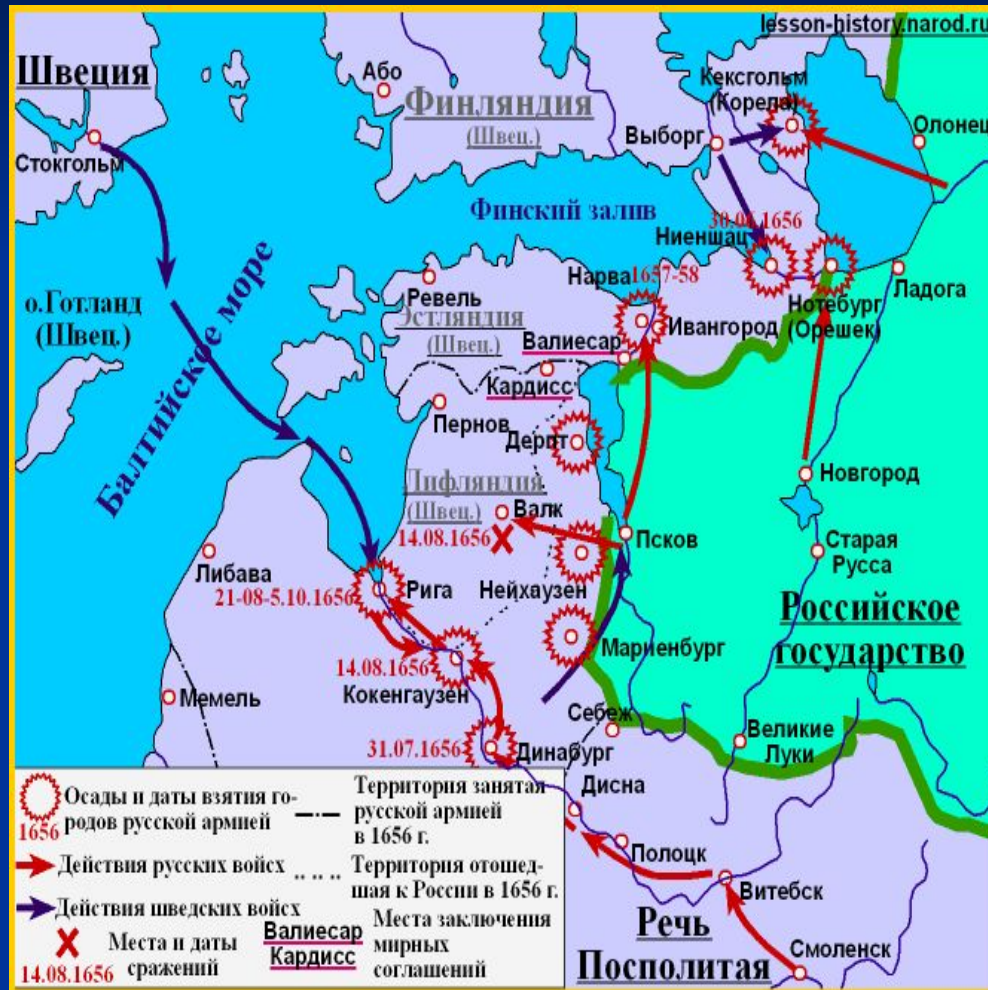 lesson-history.narod.ru
Швеция
Або
Кексгольм
(Корела)
Финляндия
(Швец.)
Стокгольм
Выборг
Олонец
Финский залив
30.06.1656
Ниеншац
Нарва
1657-58
Ладога
о.Готланд
(Швец.)
Ревель
Эстляндия
(Швец.)
Ивангород
Нотебург
(Орешек)
Валиесар
Кардисс
Балтийское море
Пернов
Дерпт
Новгород
Лифляндия
(Швец.)
Валк
14.08.1656
Псков
Старая
Русса
Либава
Рига
21-08-5.10.1656
Нейхаузен
Российское
государство
Мариенбург
14.08.1656
Кокенгаузен
Мемель
Себеж
Великие
Луки
31.07.1656
Динабург
Дисна
Полоцк
Витебск
Речь
Посполитая
Смоленск
1656
Осады и даты взятия го-
родов русской армией
Действия русских войсх
Действия шведских войсх
14.08.1656
Места и даты
сражений
Территория занятая
русской армией
в 1656 г.
Территория отошед-
шая к России в 1656 г.
Валиесар
Кардисс
Места заключения
мирных
соглашений